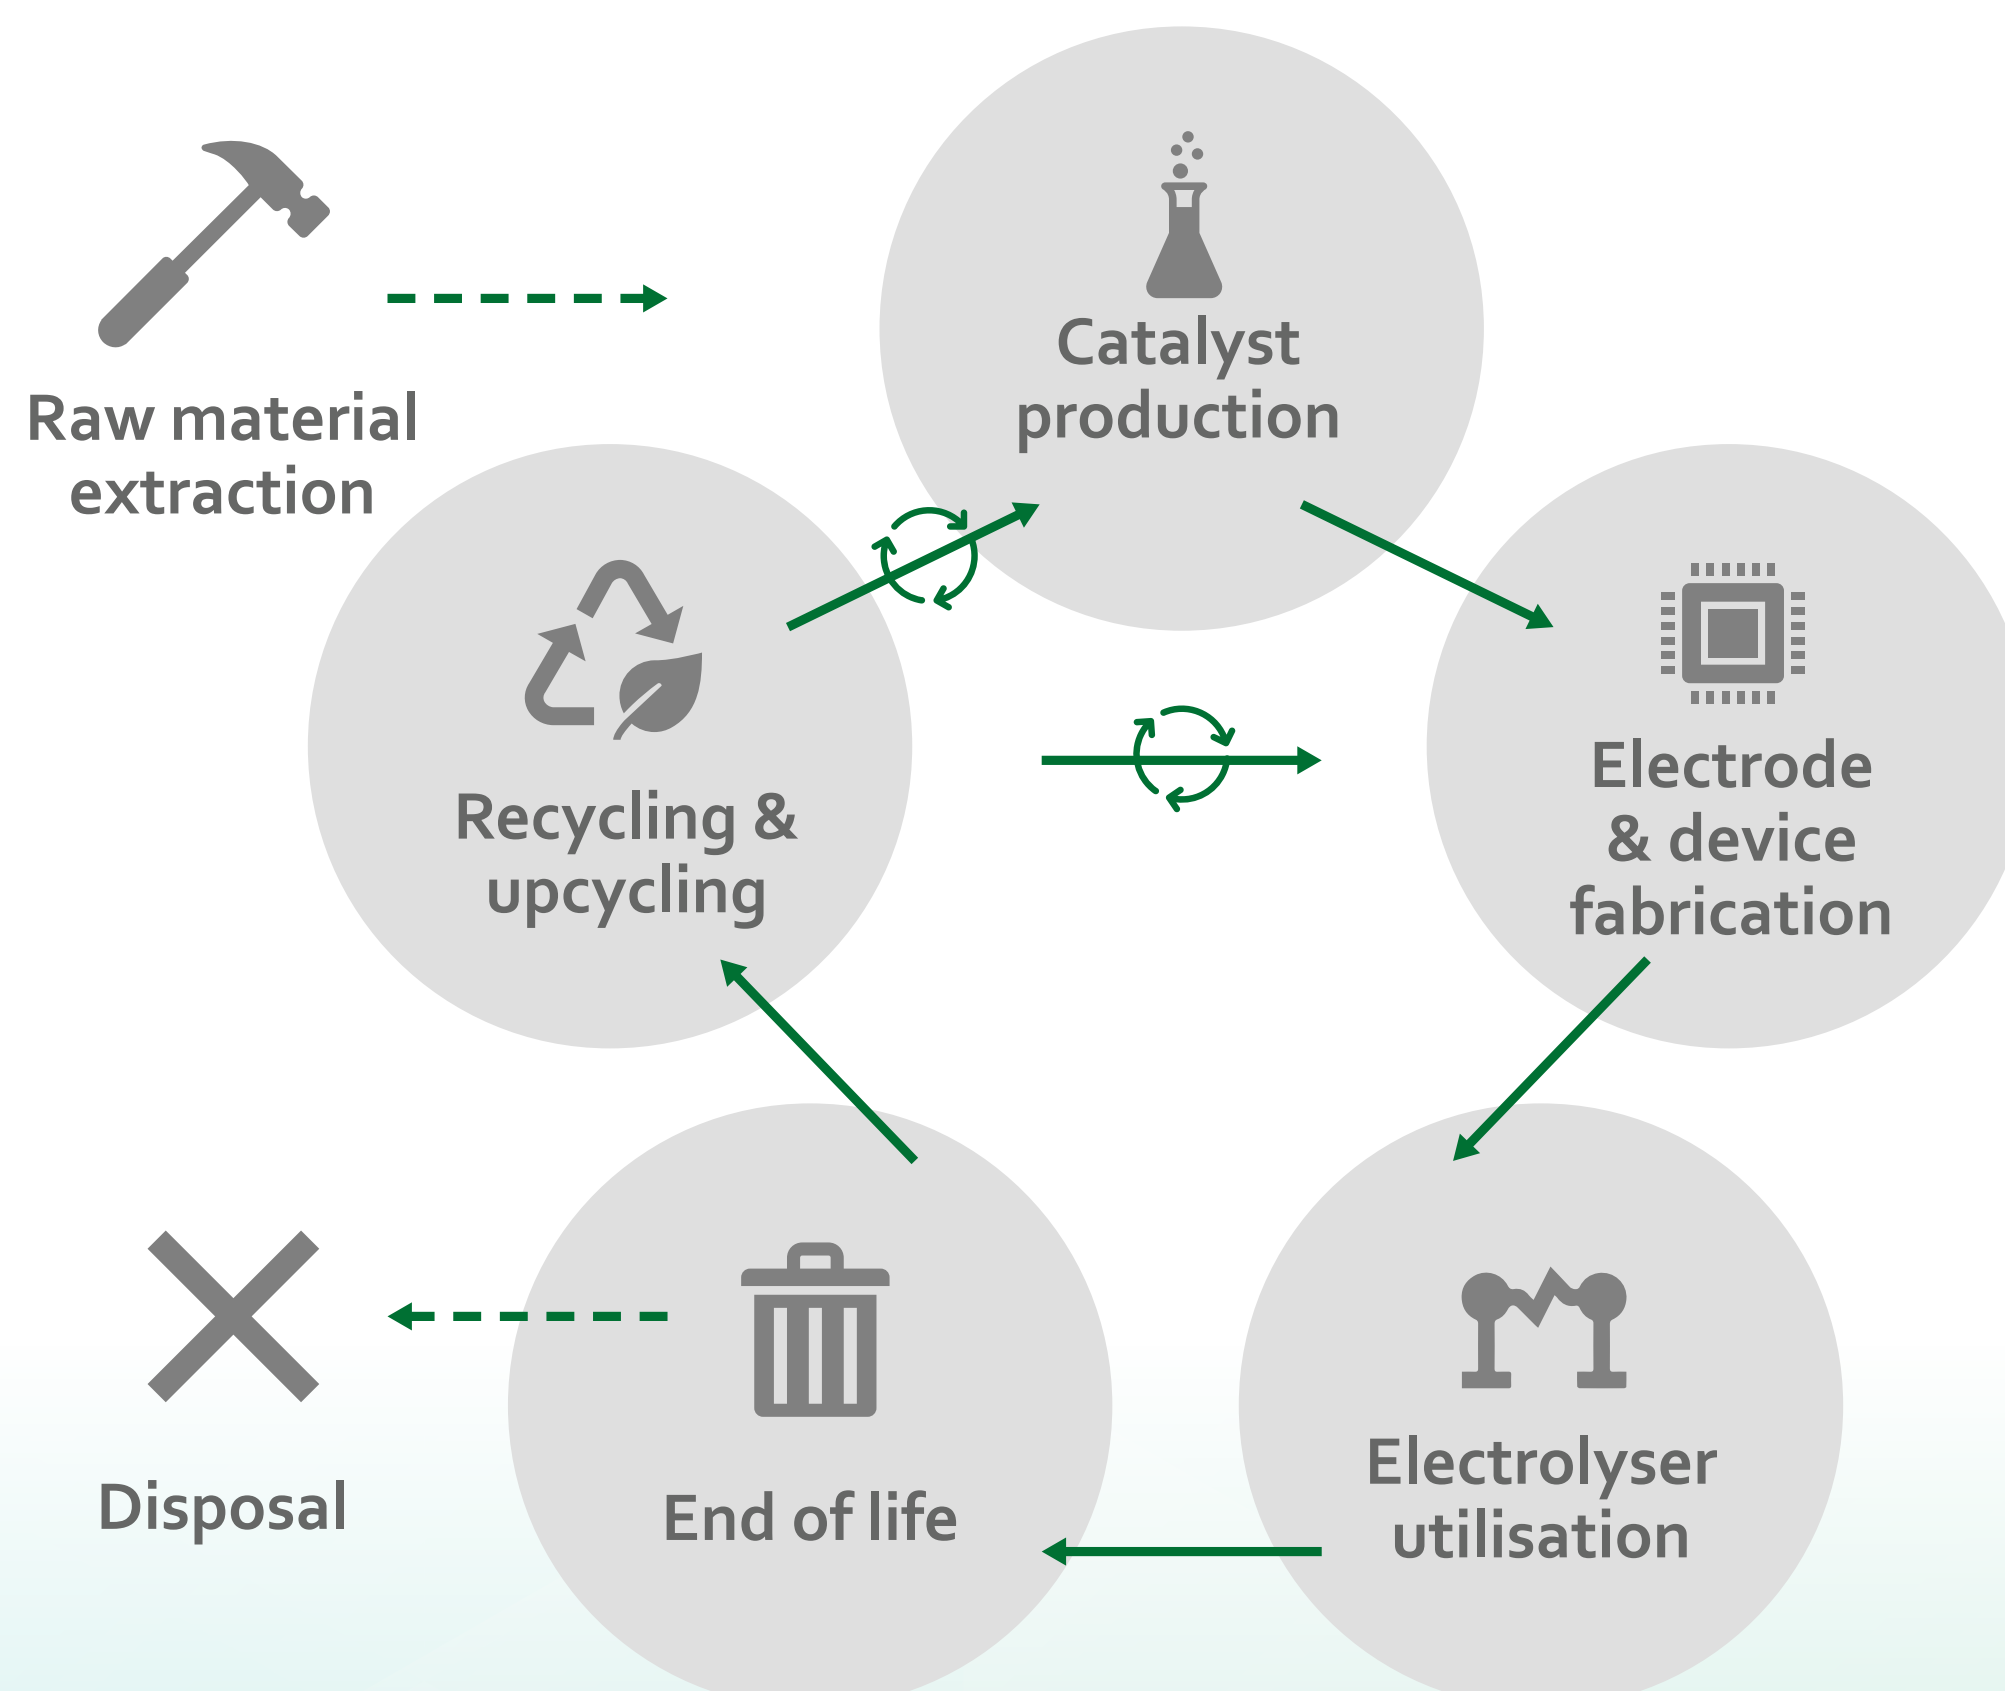 Catalyst
production
Raw material
extraction
Electrode
& device
fabrication
Recycling &
upcycling
Electrolyser
utilisation
End of life
Disposal